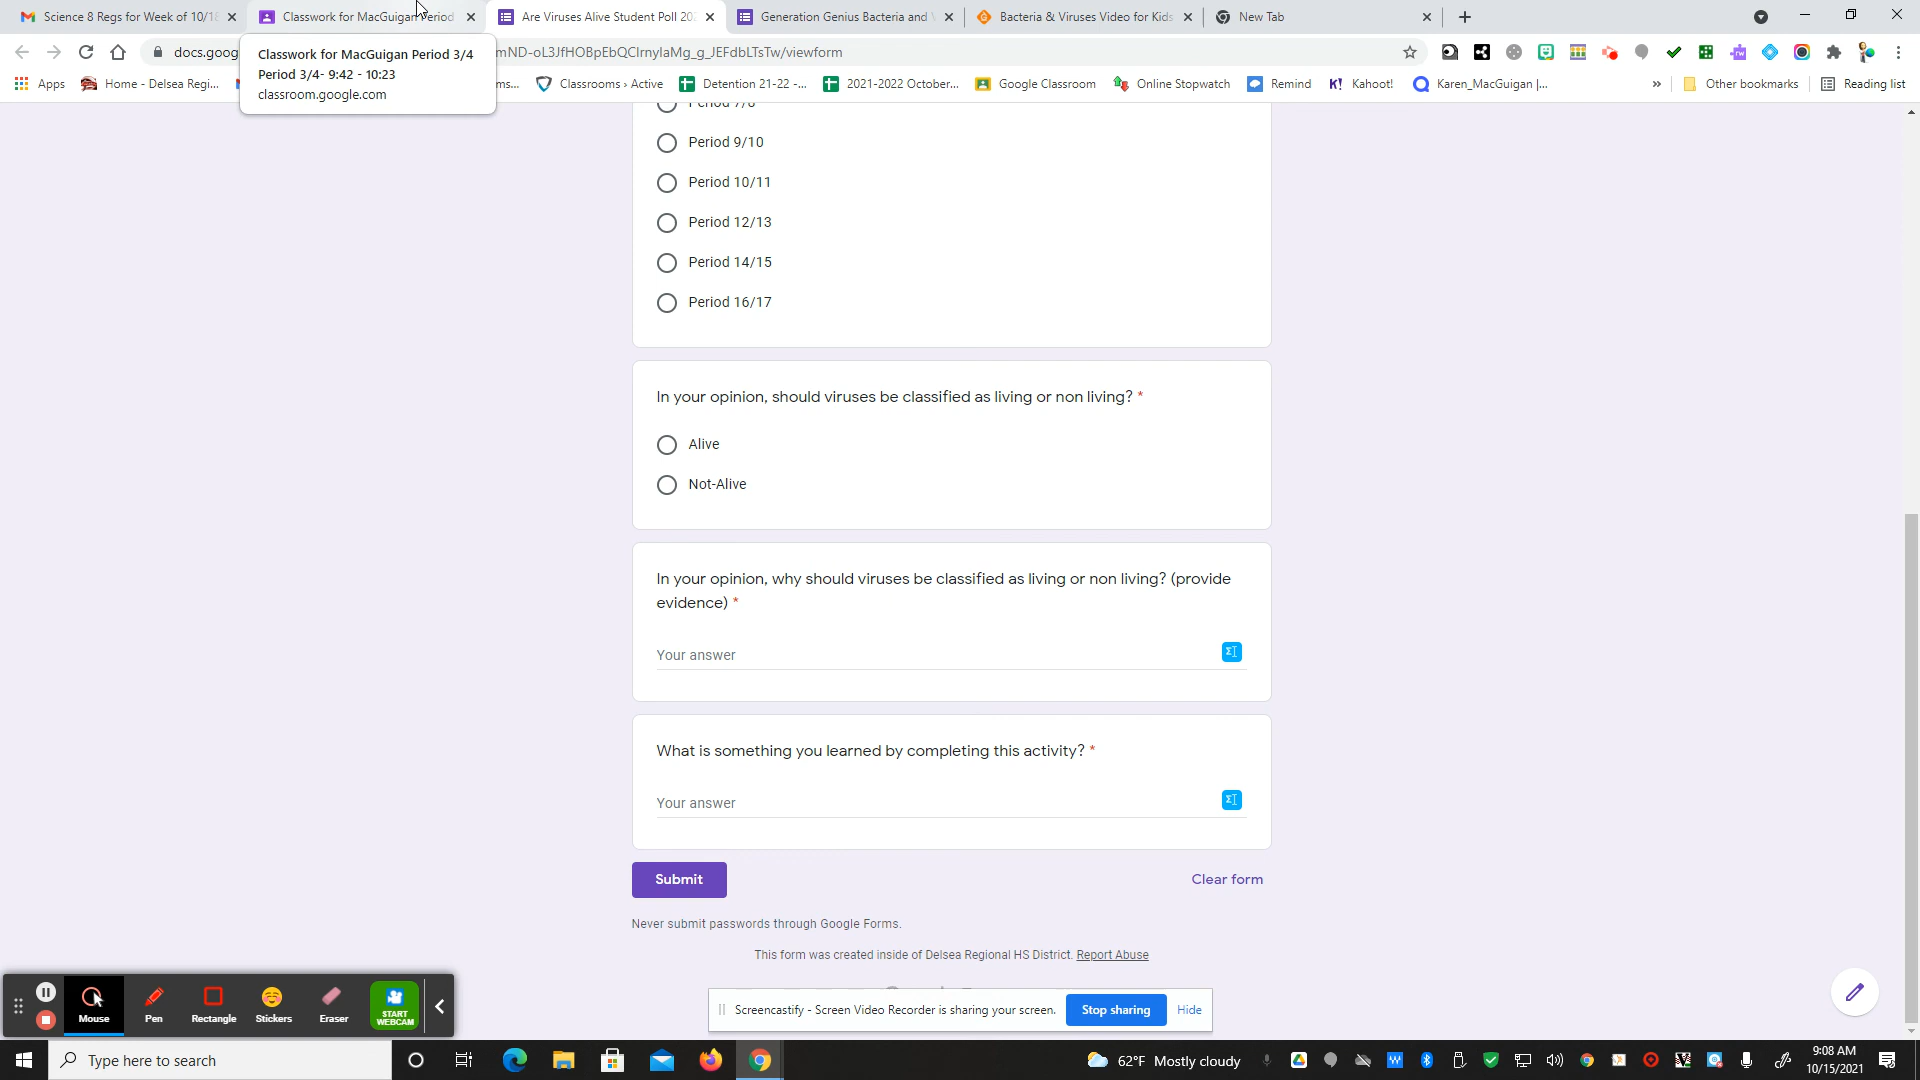 Science 8 Regs for Week of 10/18
Classwork for MacGuigan Period
Are Viruses Alive Student Poll 20
Generation Genius Bacteria and V
Bacteria & Viruses Video for Kids
New Tab
docs.goog
mND-oL3JfHOBpEbQCIrnylaMg_g_JEFdbLTsTw/viewform
Classwork for MacGuigan Period 3/4
Period 3/4- 9:42 - 10:23
classroom.google.com
Apps
Home - Delsea Regi...
ms...
Classrooms › Active
Detention 21-22 -...
2021-2022 October...
Google Classroom
Online Stopwatch
Remind
K! Kahoot!
Karen_MacGuigan |...
»
Other bookmarks
Reading list
Period 7/8
Period 9/10
Period 10/11
Period 12/13
Period 14/15
Period 16/17
In your opinion, should viruses be classified as living or non living? *
Alive
Not-Alive
In your opinion, why should viruses be classified as living or non living? (provide
evidence) *
Your answer
What is something you learned by completing this activity? *
Your answer
Submit
Clear form
Never submit passwords through Google Forms.
This form was created inside of Delsea Regional HS District. Report Abuse
Mouse
Pen
Rectangle
Stickers
Eraser
START
WEBCAM
Screencastify - Screen Video Recorder is sharing your screen.
Stop sharing
Hide
Type here to search
62°F Mostly cloudy
9:08 AM
10/15/2021